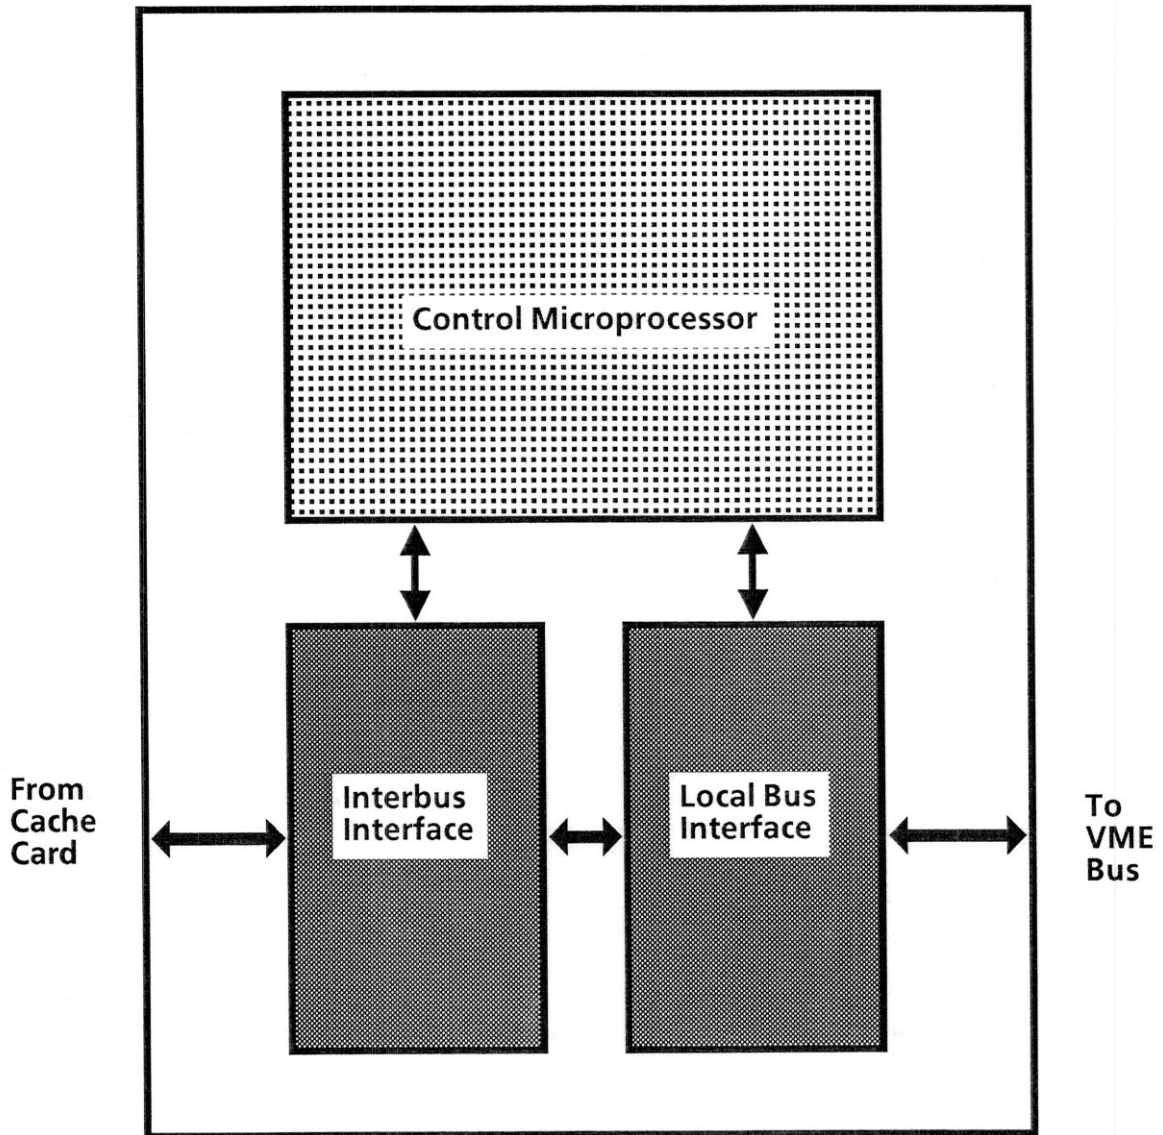 Control Microprocessor
From
Cache
Card
Interbus
Interface
Local Bus
Interface
To
VME
Bus